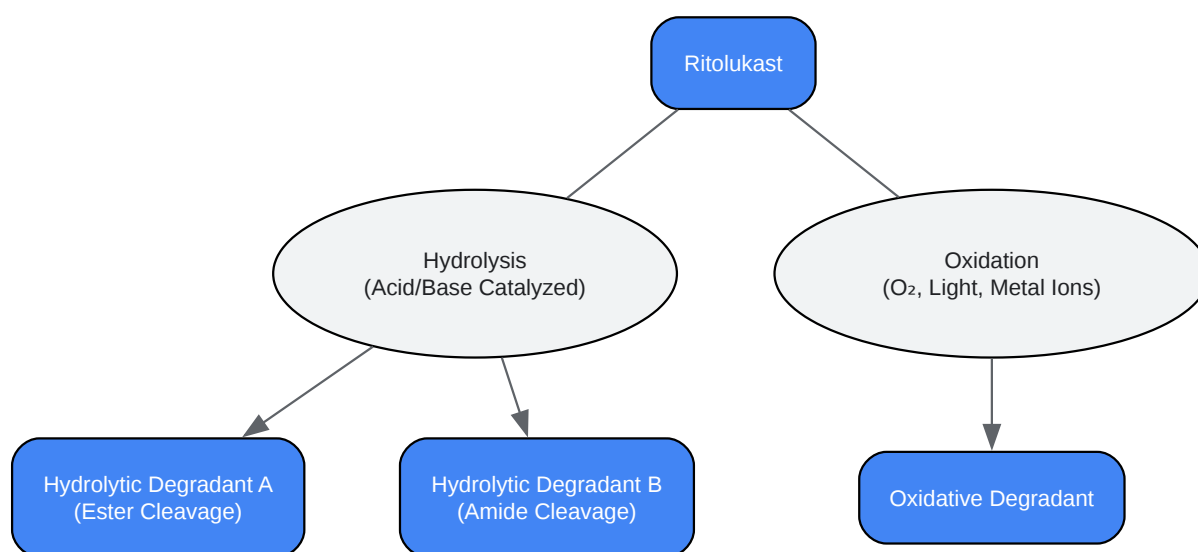 Ritolukast
Hydrolysis
(Acid/Base Catalyzed)
Oxidation
(O₂, Light, Metal Ions)
Hydrolytic Degradant A
(Ester Cleavage)
Hydrolytic Degradant B
(Amide Cleavage)
Oxidative Degradant